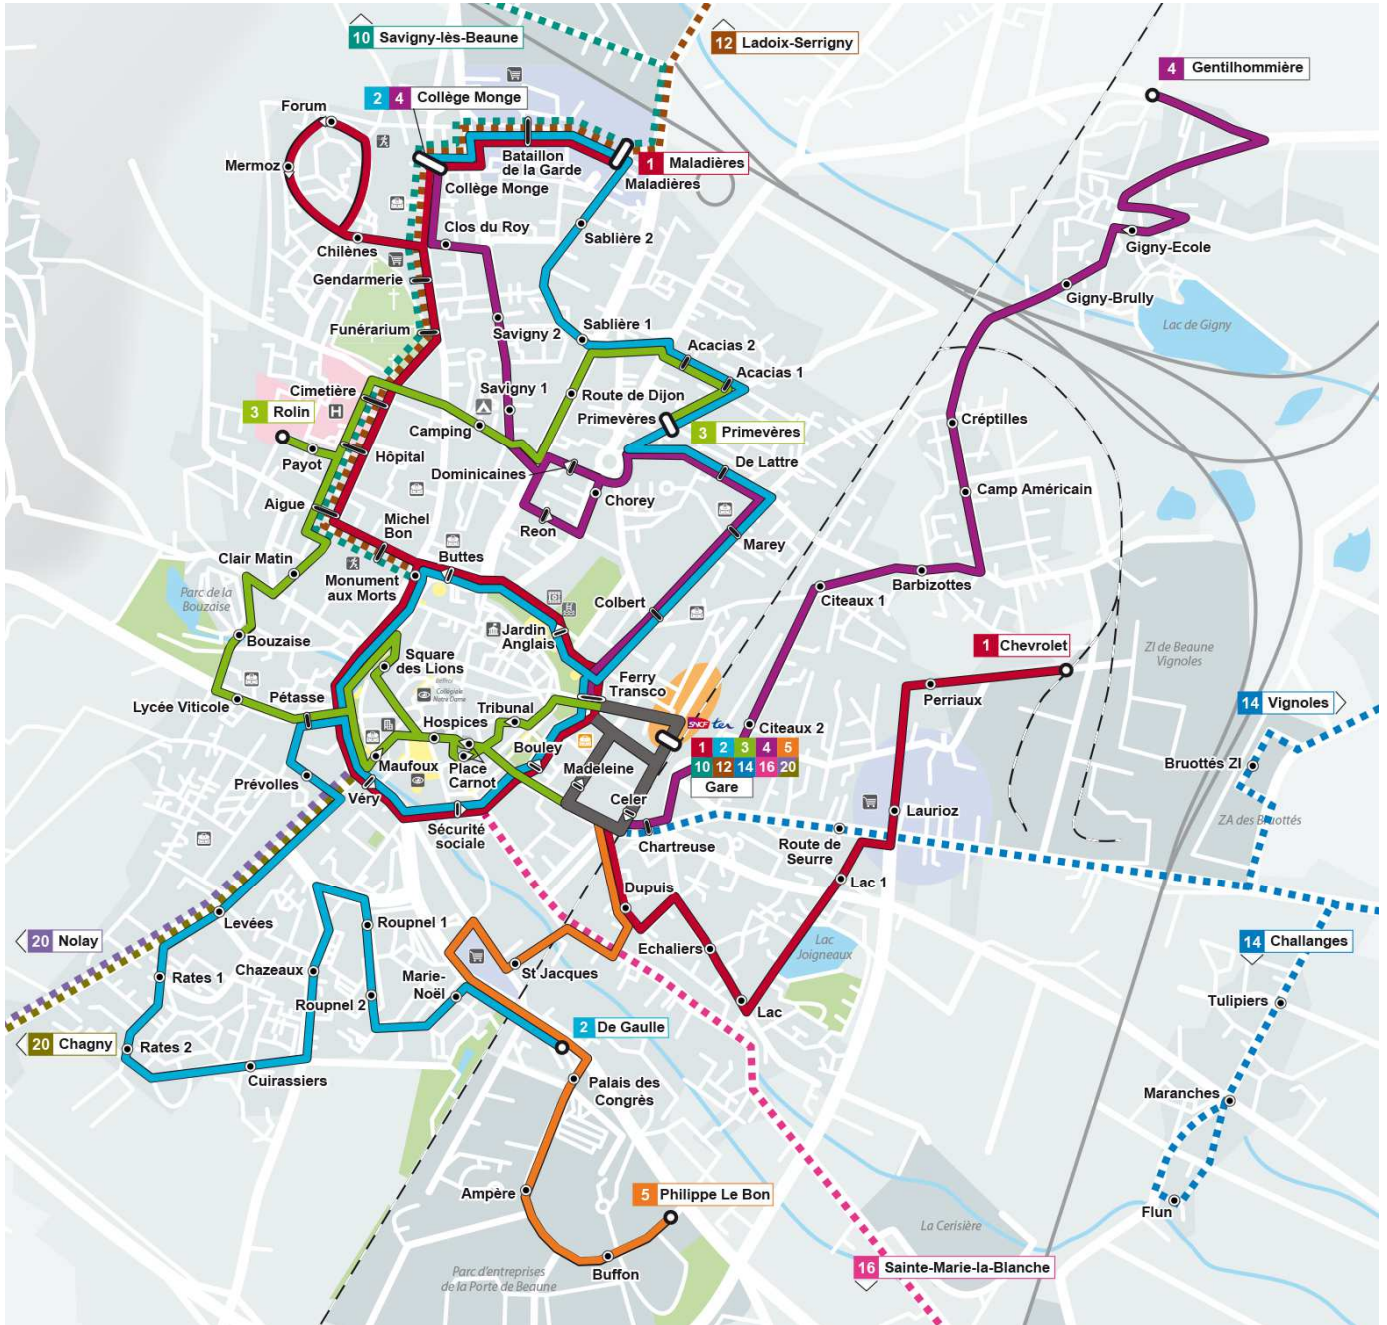 10 Savigny-lès-Beaune
12 Ladoix-Serrigny
4 Gentilhommière
2 4 Collège Monge
Forum
Mermoz
Bataillon
de la Garde
1 Maladières
Maladières
Collège Monge
Clos du Roy
Sablière 2
Chilènes
Gendarmerie
Gigny-Ecole
Gigny-Brully
Lac de Gigny
Funérarium
Savigny 2
Sablière 1
Acacias 2
Acacias 1
Cimetière
Savigny 1
Route de Dijon
3 Rolin
H
Camping
Primevères
3 Primevères
Créptilles
Payot
Hôpital
Dominicaines
De Lattre
Aigue
Chorey
Camp Américain
Michel
Bon
Reon
Marey
Clair Matin
Buttes
Monument
aux Morts
Parc de la
Bouzaise
Barbizottes
Citeaux 1
Colbert
Bouzaise
Jardin
Anglais
1 Chevrolet
ZI de Beaune
Vignoles
Square
des Lions
Beffroi
Collégiale
Notre Dame
Ferry
Transco
Perriaux
Lycée Viticole
Pétasse
Tribunal
14 Vignoles
Hospices
SNCF ter
Citeaux 2
1 2 3 4 5
10 12 14 16 20
Gare
Bouley
Madeleine
Maufoux
Place
Carnot
Bruottés ZI
Prévolles
Véry
Celer
Laurioz
ZA des Bruottés
Sécurité
sociale
Chartreuse
Route de
Seurre
Lac 1
Levées
Dupuis
Roupnel 1
20 Nolay
Echaliers
Lac
Joigneaux
14 Challanges
Rates 1
Chazeaux
Marie-
Noël
St Jacques
Roupnel 2
Lac
Tulipiers
20 Chagny
Rates 2
2 De Gaulle
Cuirassiers
Palais des
Congrès
Maranches
Ampère
5 Philippe Le Bon
Flun
La Cerisière
Buffon
16 Sainte-Marie-la-Blanche
Parc d'entreprises
de la Porte de Beaune